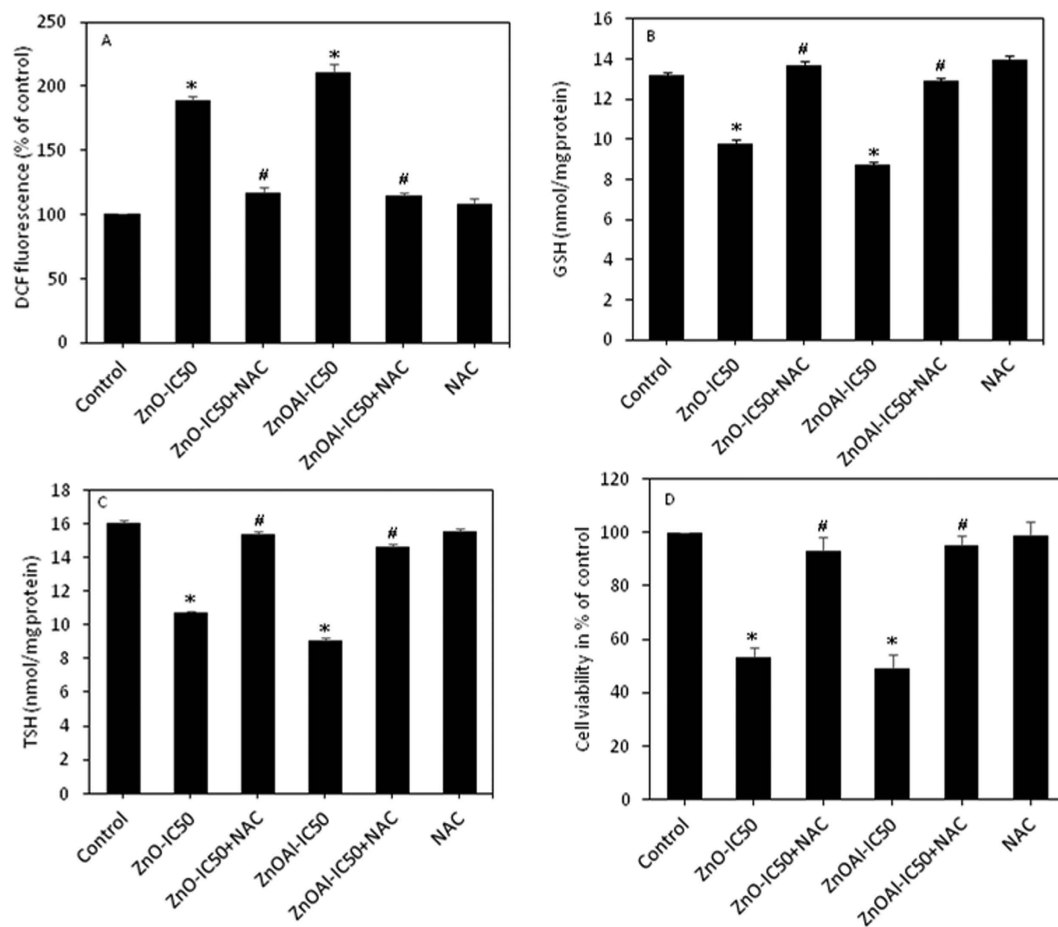 A
DCF fluorescence (% of control)
250
200
150
100
50
0
*
#
*
#
Control
ZnO-IC50
ZnO-IC50+NAC
ZnOAl-IC50
ZnOAl-IC50+NAC
NAC
B
GSH (nmol/mg protein)
16
14
12
10
8
6
4
2
0
*
#
*
#
Control
ZnO-IC50
ZnO-IC50+NAC
ZnOAl-IC50
ZnOAl-IC50+NAC
NAC
C
TSH (nmol/mg protein)
18
16
14
12
10
8
6
4
2
0
*
#
*
#
Control
ZnO-IC50
ZnO-IC50+NAC
ZnOAl-IC50
ZnOAl-IC50+NAC
NAC
D
Cell viability in % of control
120
100
80
60
40
20
0
*
#
*
#
Control
ZnO-IC50
ZnO-IC50+NAC
ZnOAl-IC50
ZnOAl-IC50+NAC
NAC